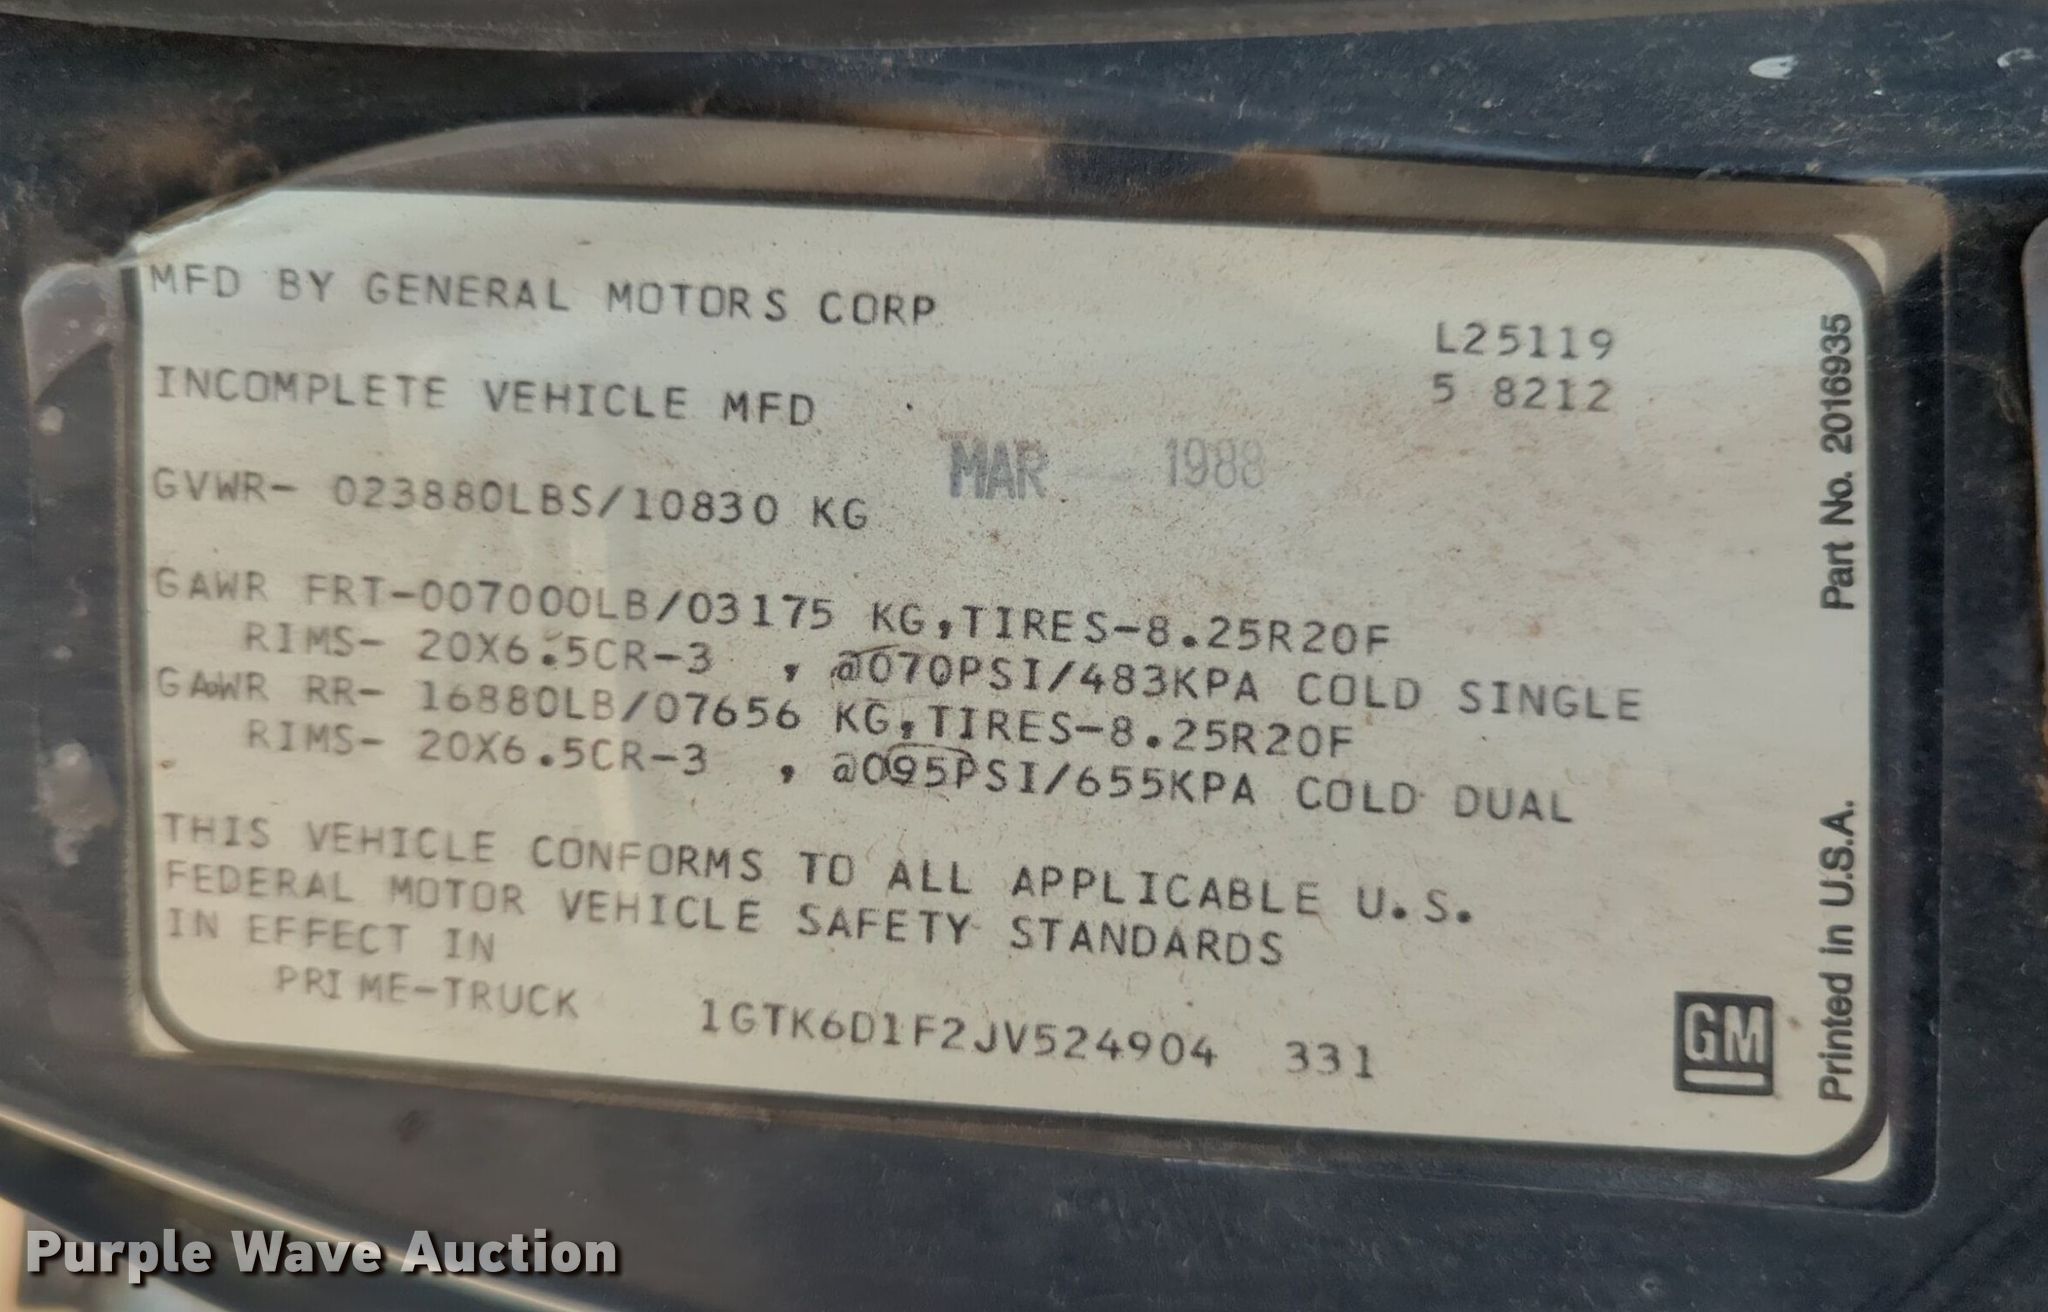 MFD BY GENERAL MOTORS CORP
L25119
INCOMPLETE VEHICLE MFD
5 8212
MAR 1988
GVWR- 023880LBS/10830 KG
GAWR FRT-007000LB/03175 KG,TIRES-8.25R20F
RIMS- 20X6.5CR-3 , @070PSI/483KPA COLD SINGLE
GAWR RR- 16880LB/07656 KG,TIRES-8.25R20F
RIMS- 20X6.5CR-3 , @095PSI/655KPA COLD DUAL
THIS VEHICLE CONFORMS TO ALL APPLICABLE U.S.
FEDERAL MOTOR VEHICLE SAFETY STANDARDS
IN EFFECT IN
PRIME-TRUCK 1GTK6D1F2JV524904 331
GM
Part No. 2016935
Printed in U.S.A.
Purple Wave Auction